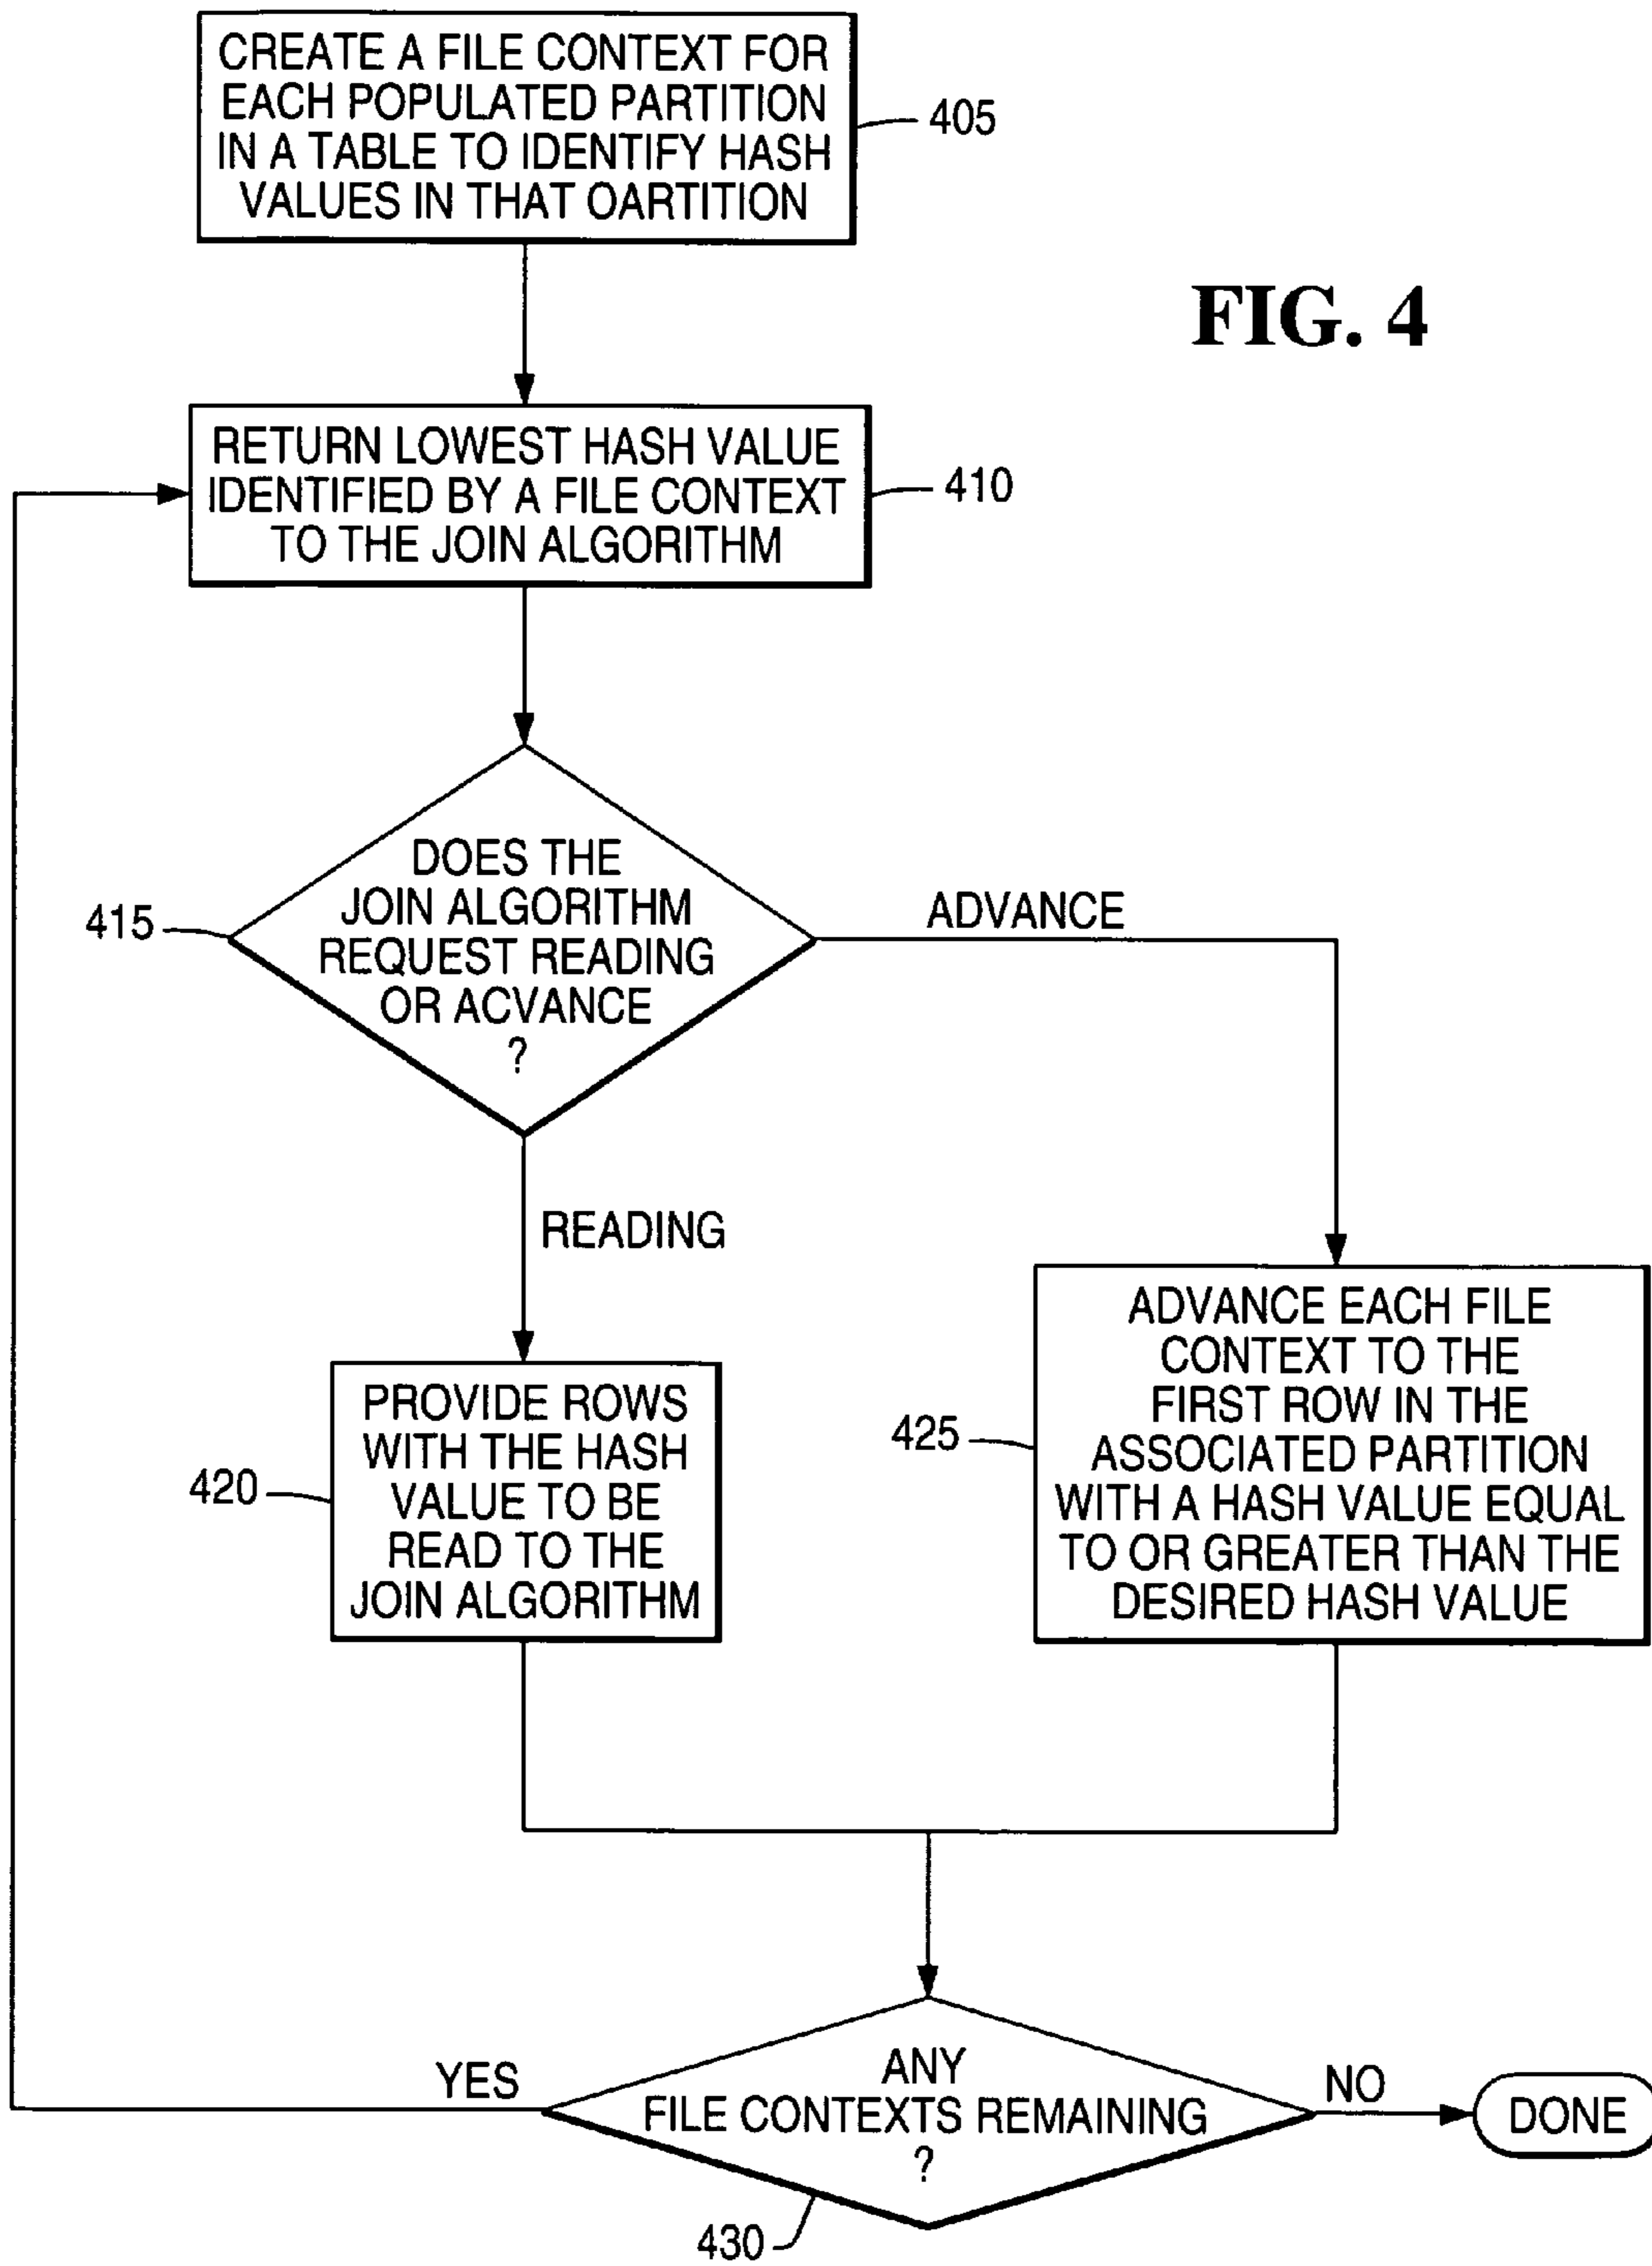 CREATE A FILE CONTEXT FOR
EACH POPULATED PARTITION
IN A TABLE TO IDENTIFY HASH
VALUES IN THAT OARTITION
405
FIG. 4
RETURN LOWEST HASH VALUE
IDENTIFIED BY A FILE CONTEXT
TO THE JOIN ALGORITHM
410
DOES THE
JOIN ALGORITHM
REQUEST READING
OR ACVANCE
?
415
ADVANCE
READING
PROVIDE ROWS
WITH THE HASH
VALUE TO BE
READ TO THE
JOIN ALGORITHM
420
ADVANCE EACH FILE
CONTEXT TO THE
FIRST ROW IN THE
ASSOCIATED PARTITION
WITH A HASH VALUE EQUAL
TO OR GREATER THAN THE
DESIRED HASH VALUE
425
YES
ANY
FILE CONTEXTS REMAINING
?
NO
DONE
430